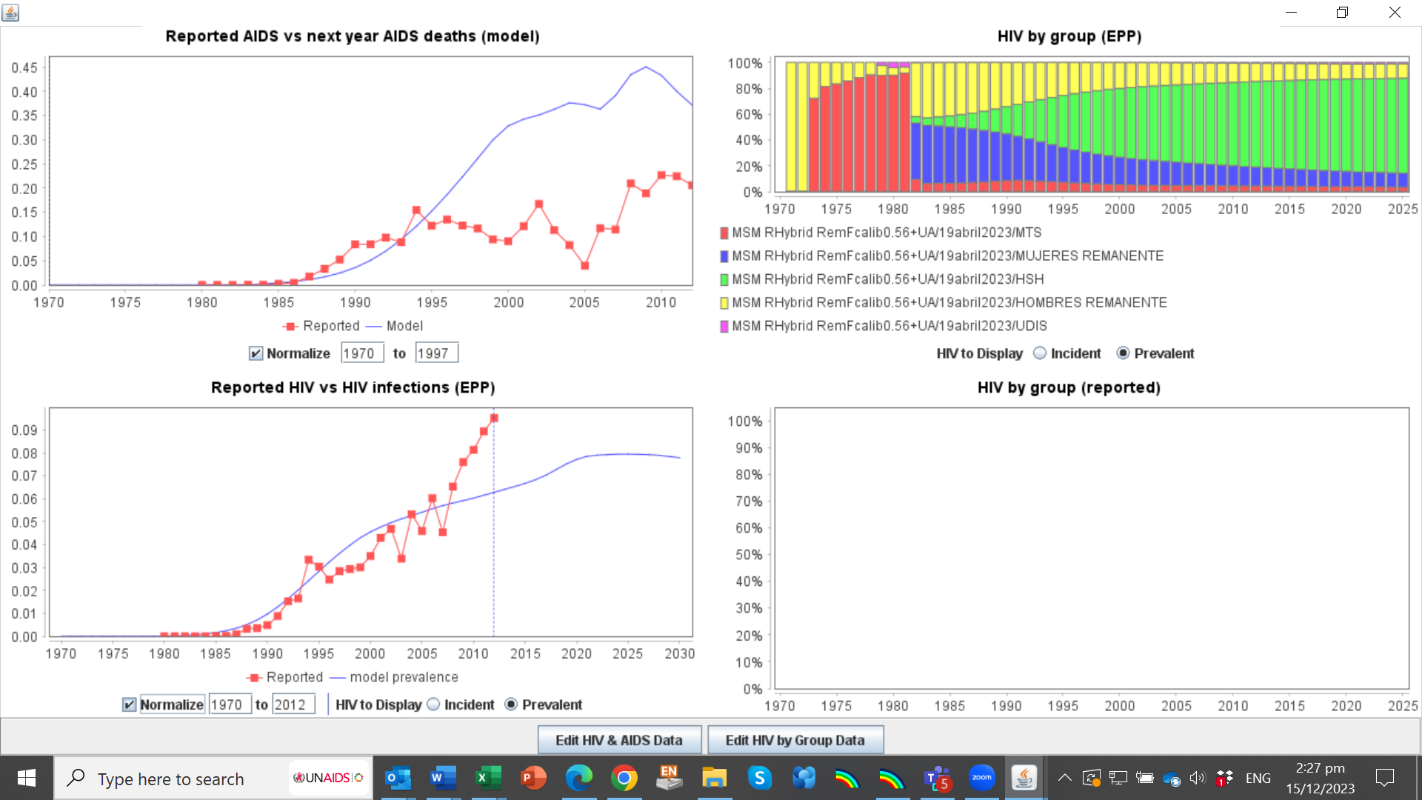 Reported AIDS vs next year AIDS deaths (model)
0.45
0.40
0.35
0.30
0.25
0.20
0.15
0.10
0.05
0.00
1970 1975 1980 1985 1990 1995 2000 2005 2010
Reported Model
Normalize 1970 to 1997
HIV by group (EPP)
100%
80%
60%
40%
20%
0%
1970 1975 1980 1985 1990 1995 2000 2005 2010 2015 2020 2025
MSM RHybrid RemFcalib0.56+UA/19abril2023/MTS
MSM RHybrid RemFcalib0.56+UA/19abril2023/MUJERES REMANENTE
MSM RHybrid RemFcalib0.56+UA/19abril2023/HSH
MSM RHybrid RemFcalib0.56+UA/19abril2023/HOMBRES REMANENTE
MSM RHybrid RemFcalib0.56+UA/19abril2023/UDIS
HIV to Display Incident Prevalent
Reported HIV vs HIV infections (EPP)
0.09
0.08
0.07
0.06
0.05
0.04
0.03
0.02
0.01
0.00
1970 1975 1980 1985 1990 1995 2000 2005 2010 2015 2020 2025 2030
Reported model prevalence
Normalize 1970 to 2012 HIV to Display Incident Prevalent
HIV by group (reported)
100%
90%
80%
70%
60%
50%
40%
30%
20%
10%
0%
1970 1975 1980 1985 1990 1995 2000 2005 2010 2015 2020 2025
Edit HIV & AIDS Data Edit HIV by Group Data
Type here to search UNAIDS EN zoom 5 1 ENG 2:27 pm
15/12/2023